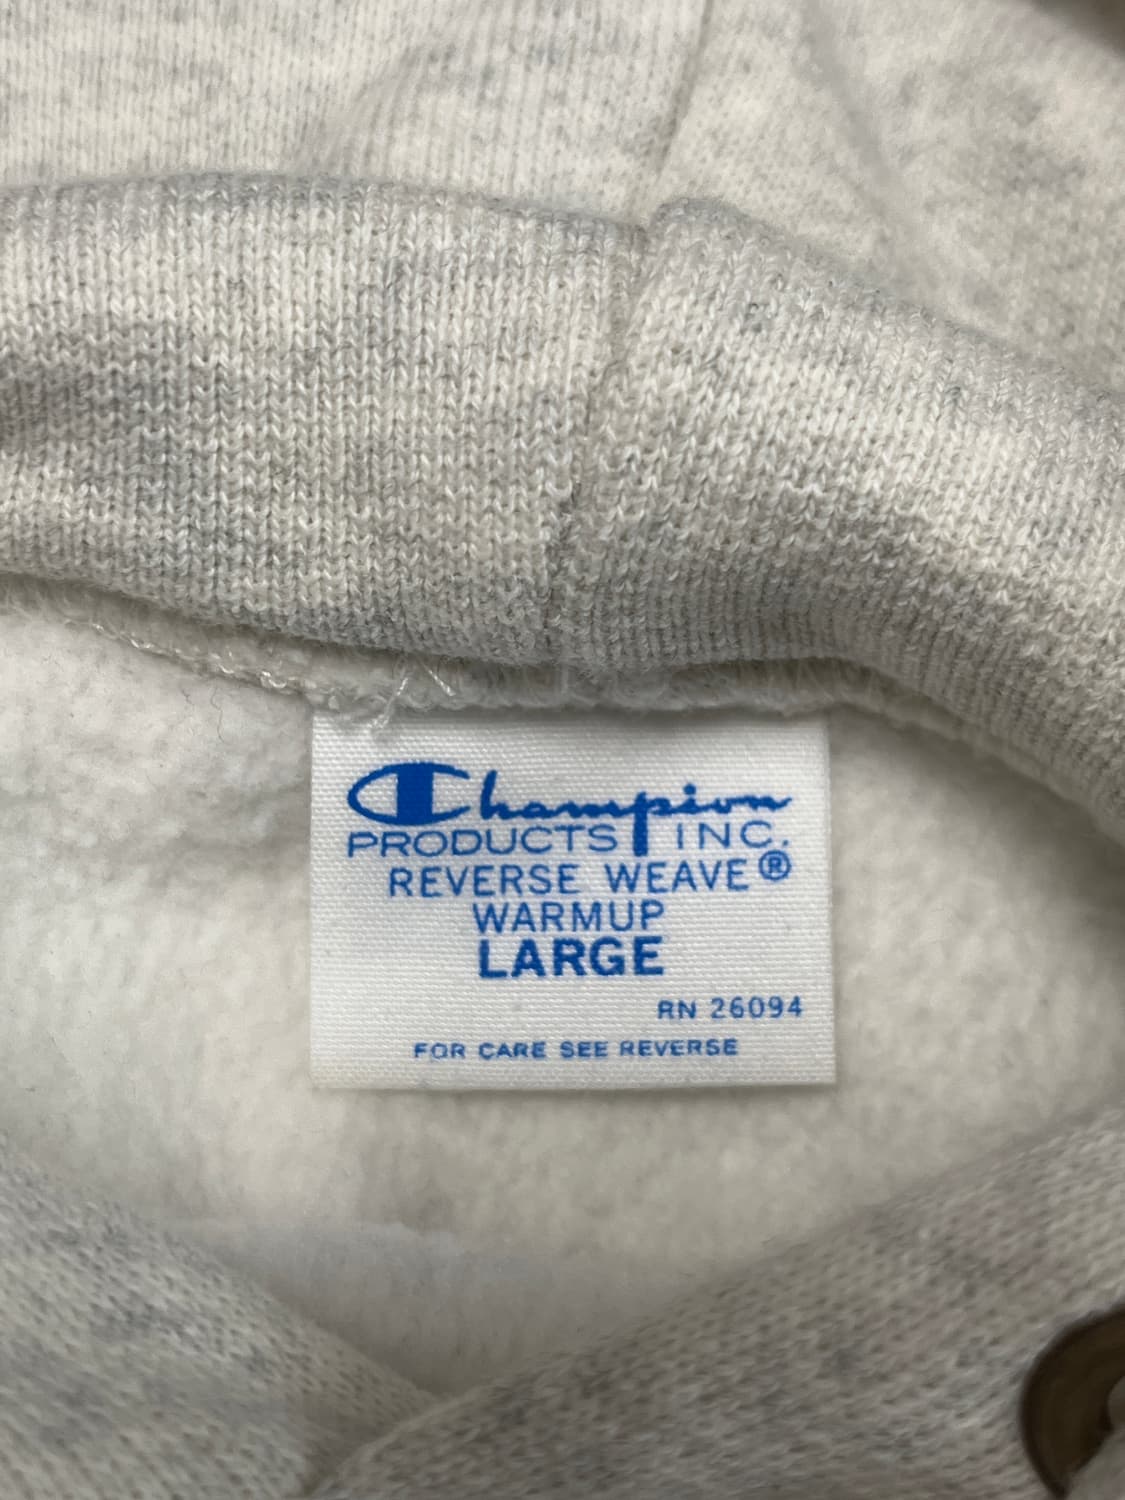 Champion
PRODUCTS INC.
REVERSE WEAVE®
WARMUP
LARGE
RN 26094
FOR CARE SEE REVERSE